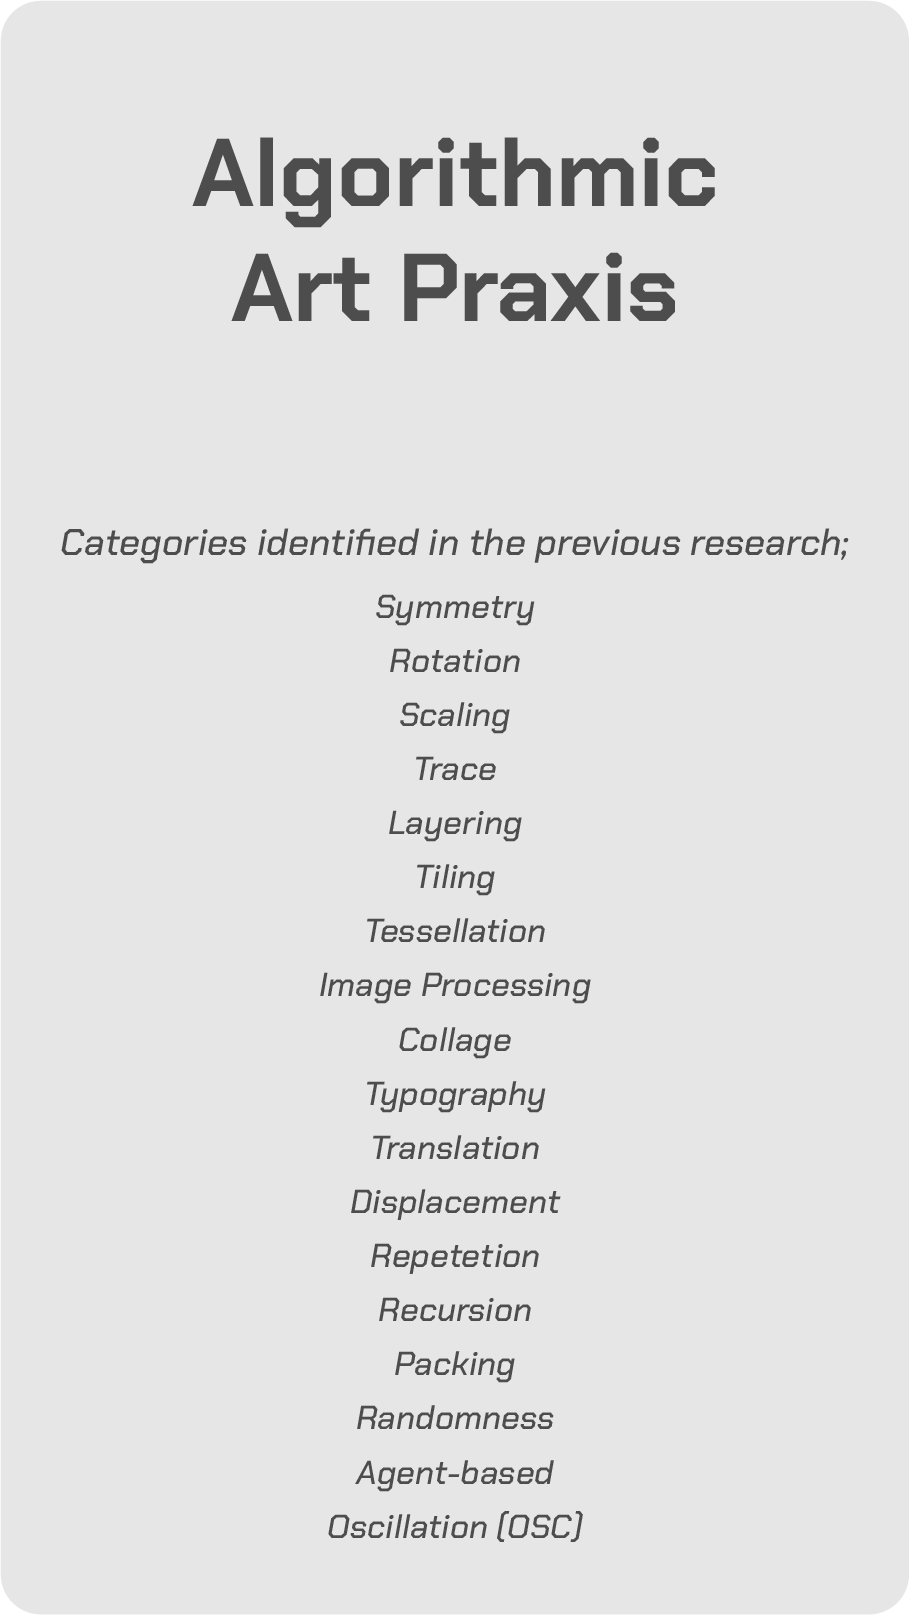 Algorithmic
Art Praxis
Categories identified in the previous research;
Symmetry
Rotation
Scaling
Trace
Layering
Tiling
Tessellation
Image Processing
Collage
Typography
Translation
Displacement
Repetetion
Recursion
Packing
Randomness
Agent-based
Oscillation (OSC)